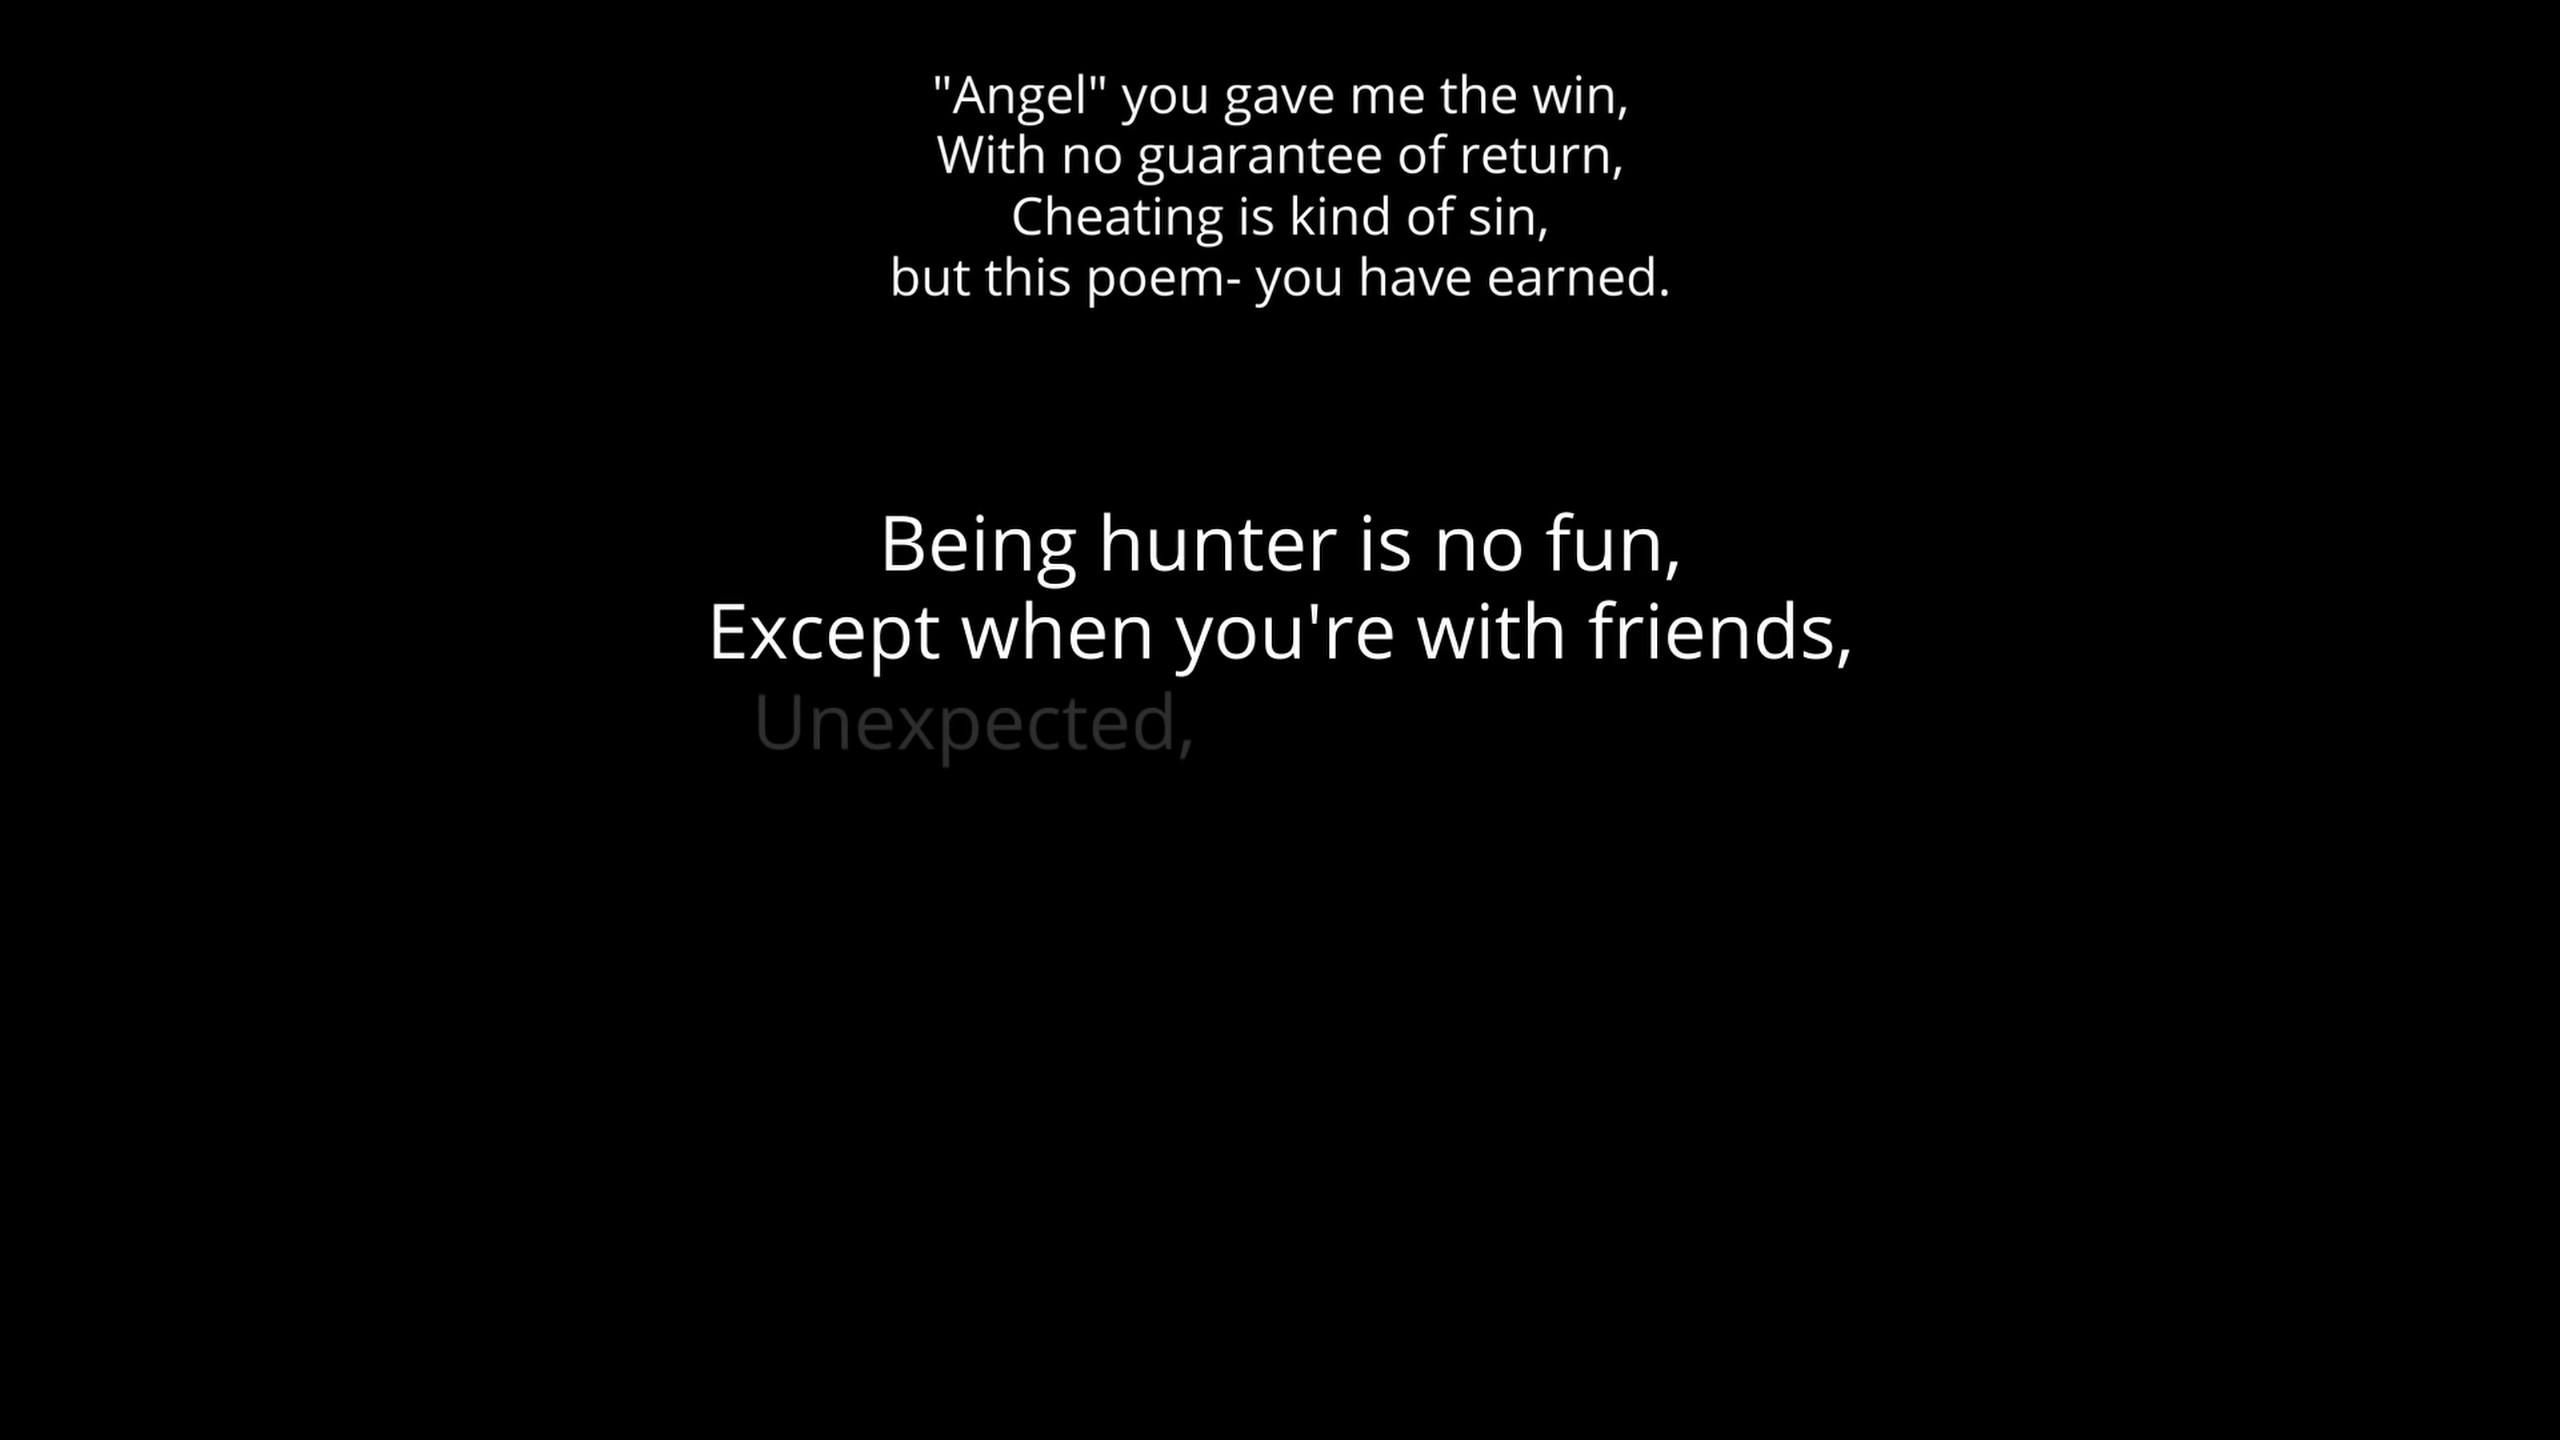 "Angel" you gave me the win,
With no guarantee of return,
Cheating is kind of sin,
but this poem- you have earned.
Being hunter is no fun,
Except when you're with friends,
Unexpected,